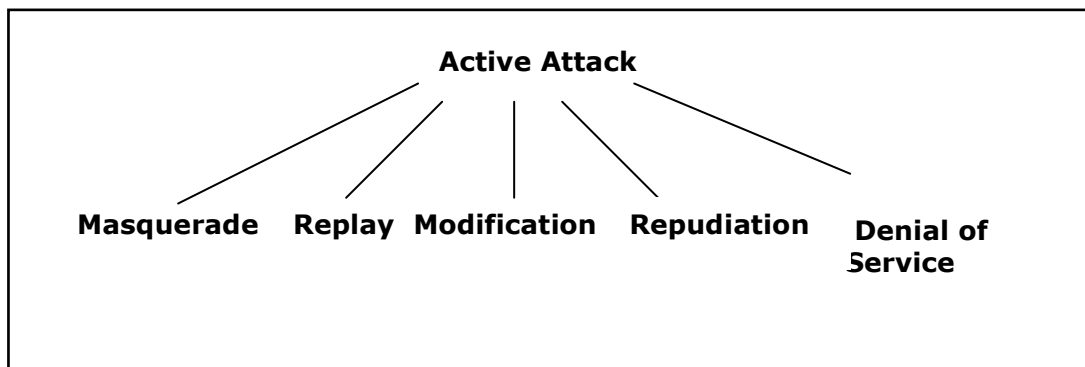 Active Attack
Masquerade Replay Modification Repudiation Denial of
Service